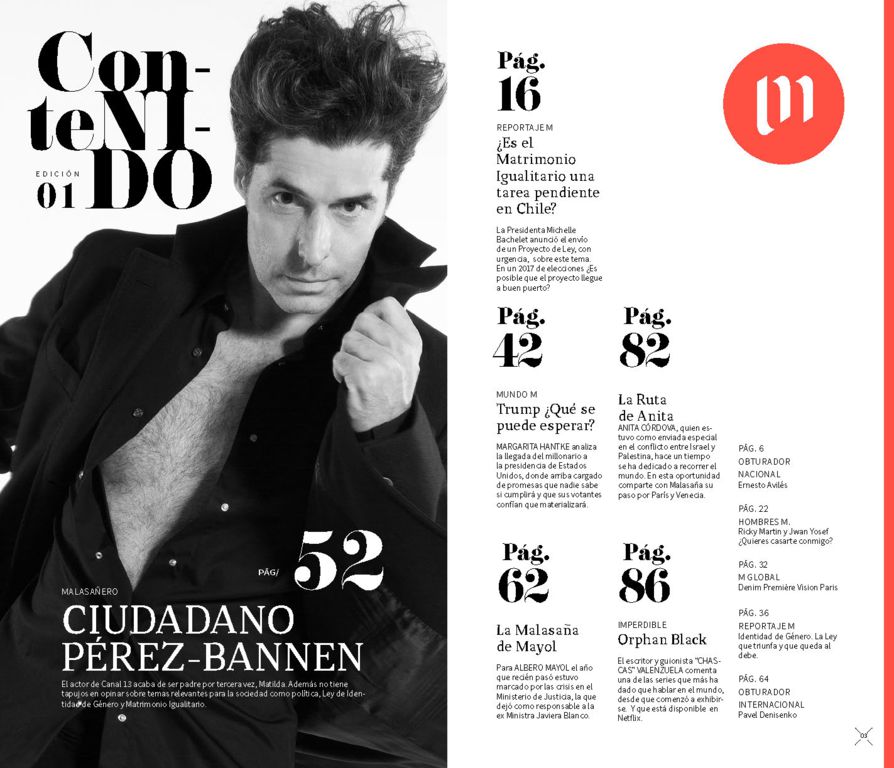 Con-
teNI-
DO
EDICIÓN
01
PÁG/ 52
MALASAÑERO
CIUDADANO
PÉREZ-BANNEN
El actor de Canal 13 acaba de ser padre por tercera vez, Matilda. Además no tiene
tapujos en opinar sobre temas relevantes para la sociedad como política, Ley de Iden-
tidad de Género y Matrimonio Igualitario.
Pág.
16
REPORTAJE M
¿Es el
Matrimonio
Igualitario una
tarea pendiente
en Chile?
La Presidenta Michelle
Bachelet anunció el envío
de un Proyecto de Ley, con
urgencia, sobre este tema.
En un 2017 de elecciones ¿Es
posible que el proyecto llegue
a buen puerto?
Pág.
42
MUNDO M
Trump ¿Qué se
puede esperar?
MARGARITA HANTKE analiza
la llegada del millonario a
la presidencia de Estados
Unidos, donde arriba cargado
de promesas que nadie sabe
si cumplirá y que sus votantes
confían que materializará.
Pág.
82
La Ruta
de Anita
ANITA CÓRDOVA, quien es-
tuvo como enviada especial
en el conflicto entre Israel y
Palestina, hace un tiempo
se ha dedicado a recorrer el
mundo. En esta oportunidad
comparte con Malasaña su
paso por París y Venecia.
Pág.
62
La Malasaña
de Mayol
Para ALBERO MAYOL el año
que recién pasó estuvo
marcado por las crisis en el
Ministerio de Justicia, la que
dejó como responsable a la
ex Ministra Javiera Blanco.
Pág.
86
IMPERDIBLE
Orphan Black
El escritor y guionista "CHAS-
CAS" VALENZUELA comenta
una de las series que más ha
dado que hablar en el mundo,
desde que comenzó a exhibir-
se. Y que está disponible en
Netflix.
PÁG. 6
OBTURADOR
NACIONAL
Ernesto Avilés
PÁG. 22
HOMBRES M.
Ricky Martin y Jwan Yosef
¿Quieres casarte conmigo?
PÁG. 32
M GLOBAL
Denim Première Vision Paris
PÁG. 36
REPORTAJE M
Identidad de Género. La Ley
que triunfa y que queda al
debe.
PÁG. 64
OBTURADOR
INTERNACIONAL
Pavel Denisenko
m
03